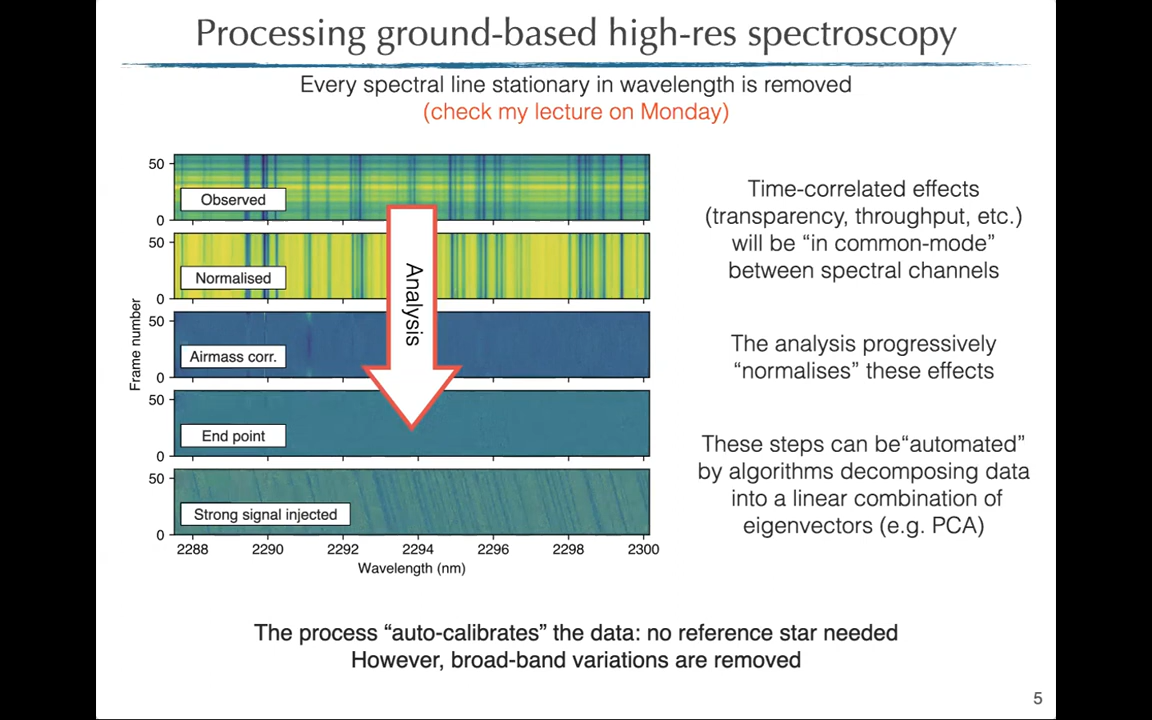 Processing ground-based high-res spectroscopy
Every spectral line stationary in wavelength is removed
(check my lecture on Monday)
50
Observed
0
50
Normalised
0
50
Airmass corr.
0
50
End point
0
50
Strong signal injected
0
2288 2290 2292 2294 2296 2298 2300
Wavelength (nm)
Frame number
Analysis
Time-correlated effects
(transparency, throughput, etc.)
will be “in common-mode”
between spectral channels
The analysis progressively
“normalises” these effects
These steps can be“automated”
by algorithms decomposing data
into a linear combination of
eigenvectors (e.g. PCA)
The process “auto-calibrates” the data: no reference star needed
However, broad-band variations are removed
5